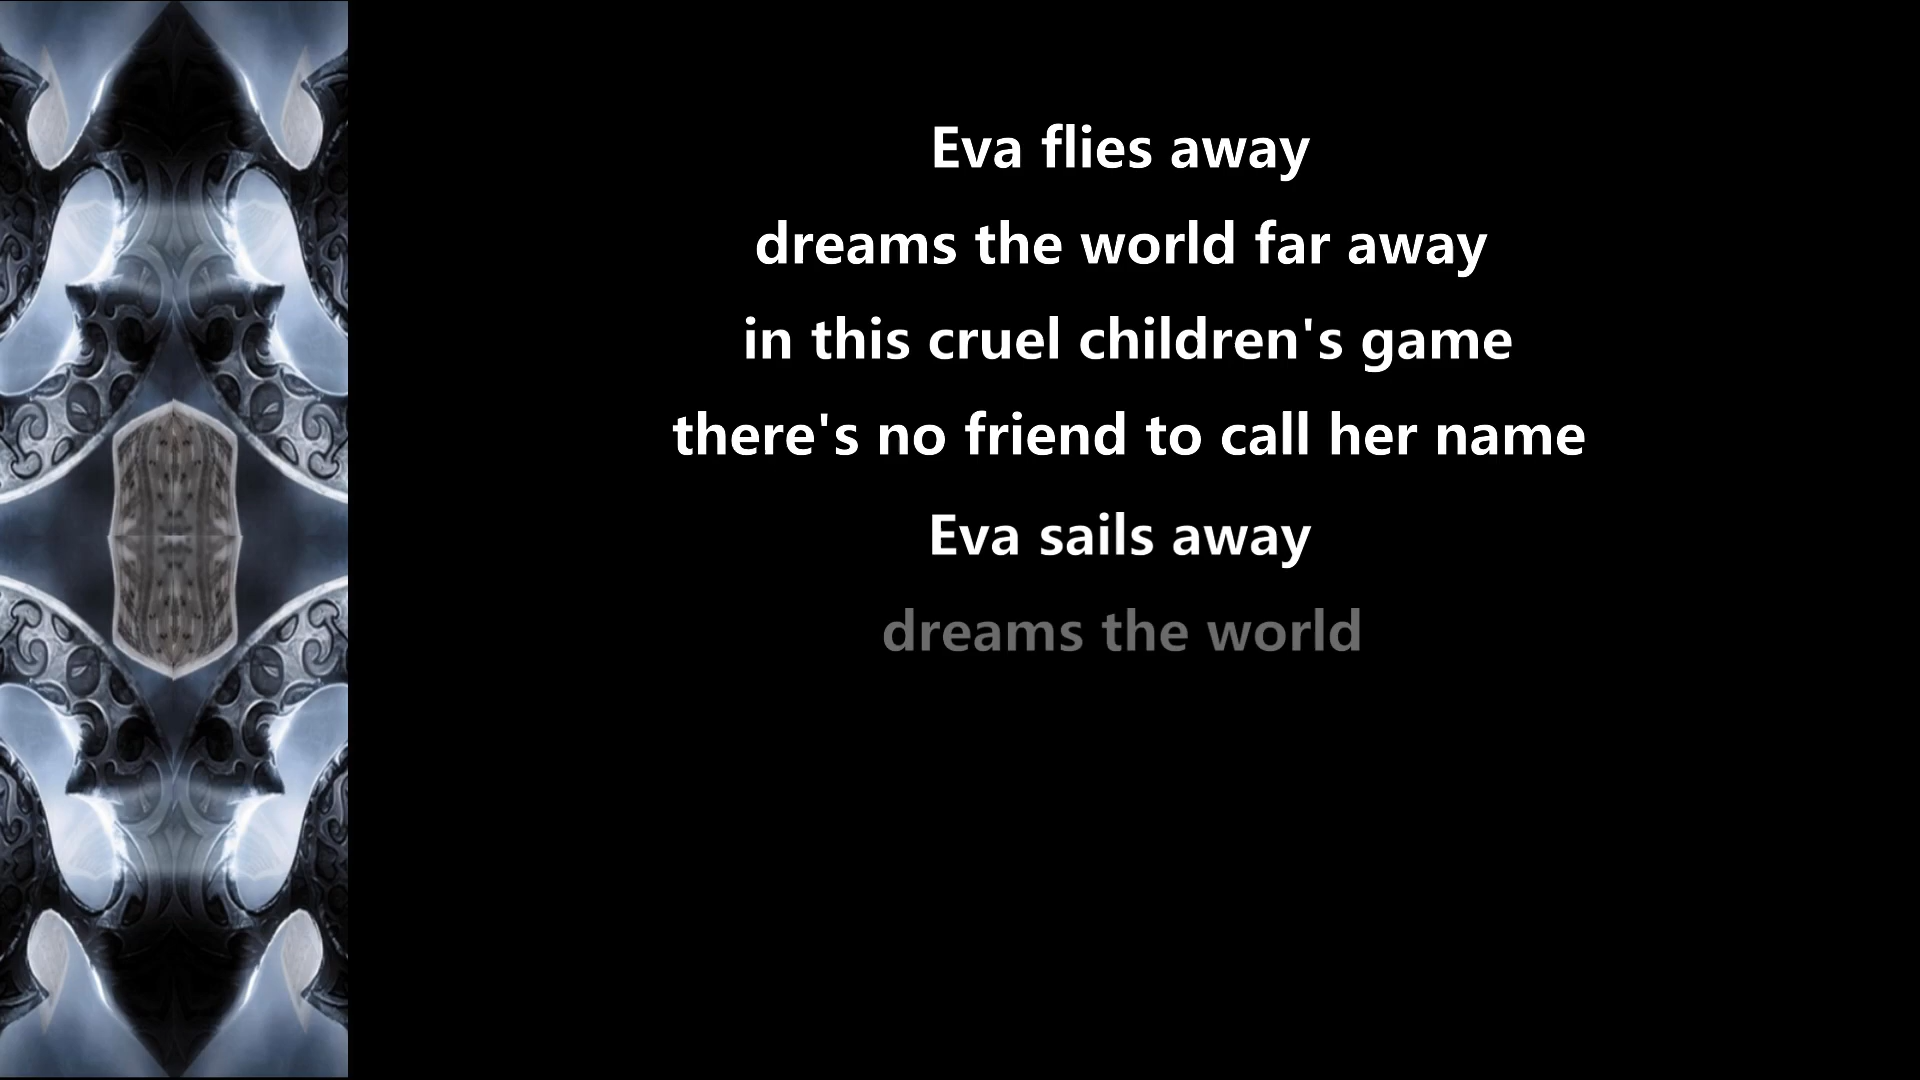 Eva flies away
dreams the world far away
in this cruel children's game
there's no friend to call her name
Eva sails away
dreams the world